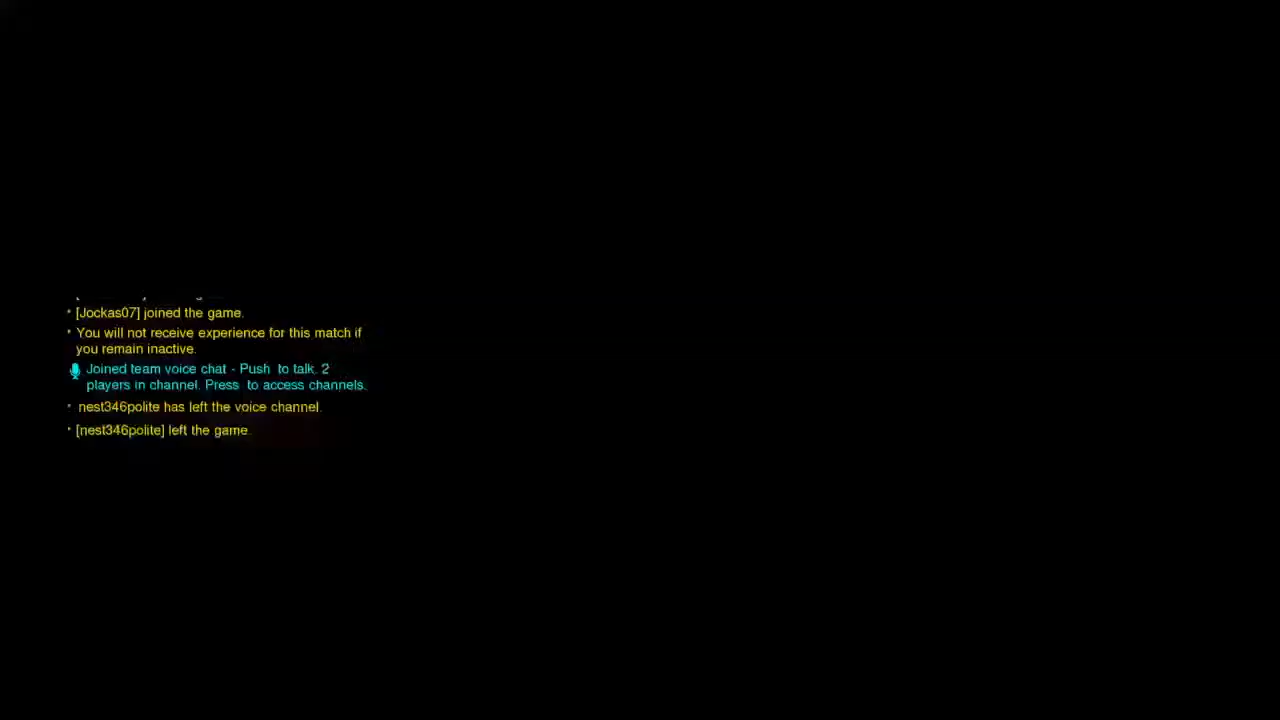 [Jockas07] joined the game.
You will not receive experience for this match if
you remain inactive.
Joined team voice chat - Push  to talk. 2
players in channel. Press  to access channels.
nest346polite has left the voice channel.
[nest346polite] left the game.